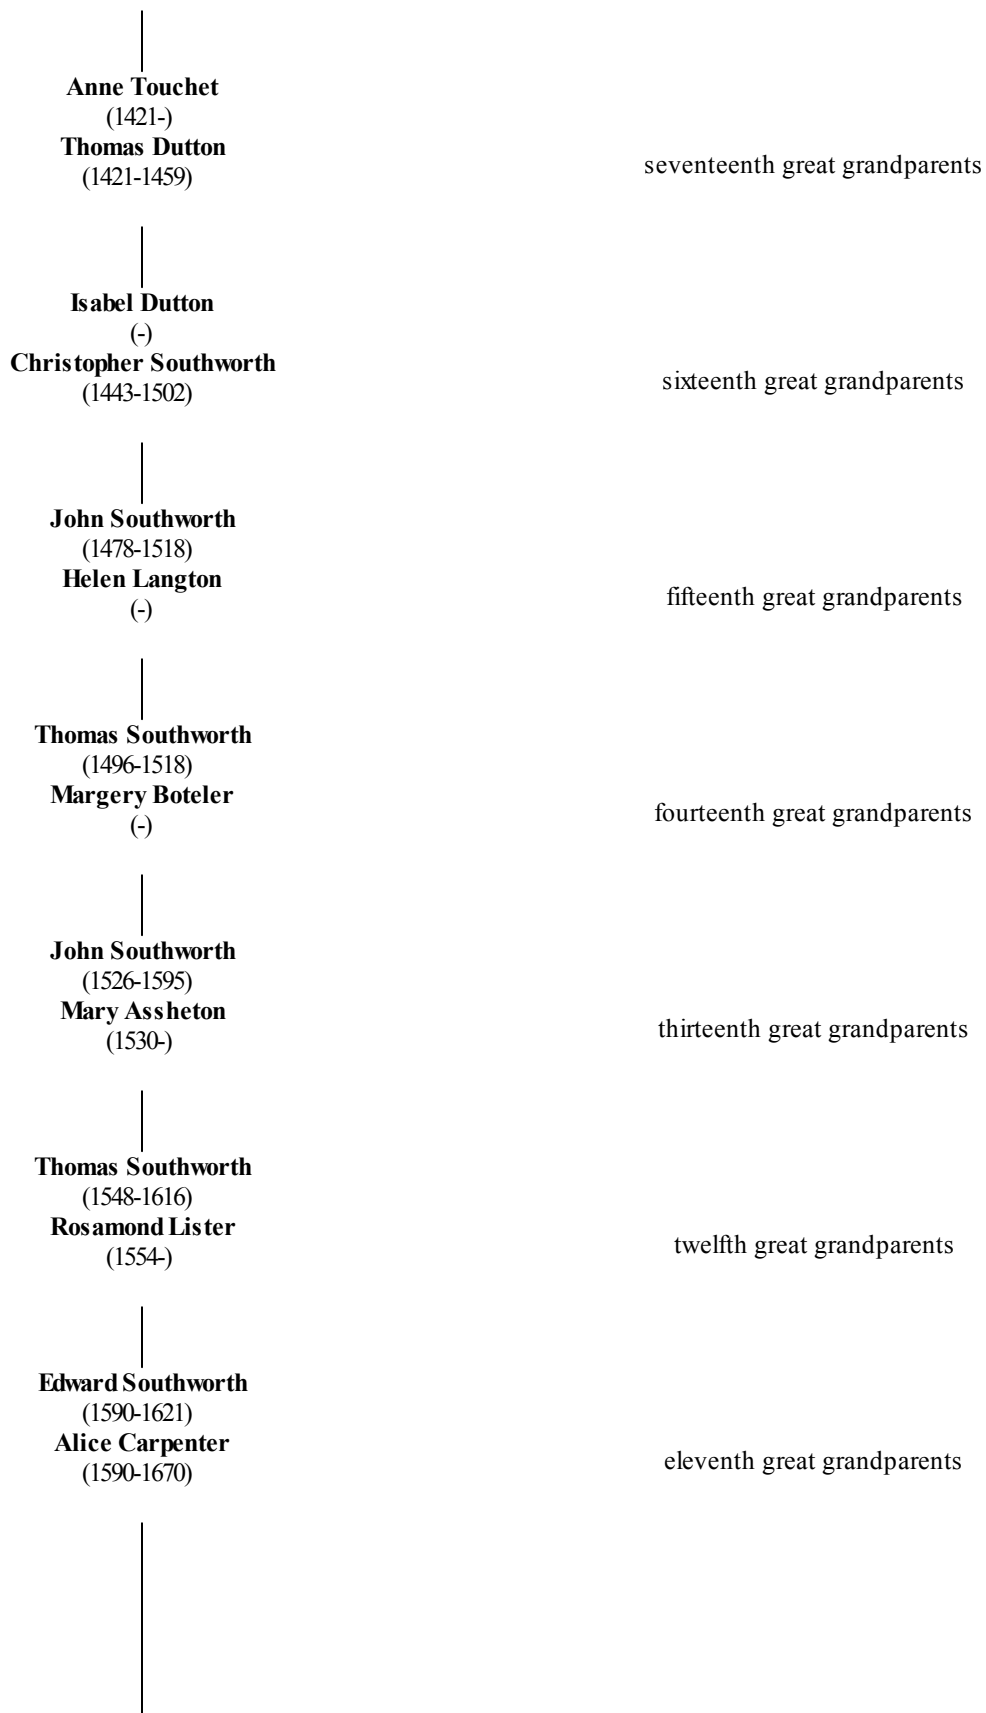 Anne Touchet
(1421-)
Thomas Dutton
(1421-1459)
seventeenth great grandparents
Isabel Dutton
(-)
Christopher Southworth
(1443-1502)
sixteenth great grandparents
John Southworth
(1478-1518)
Helen Langton
(-)
fifteenth great grandparents
Thomas Southworth
(1496-1518)
Margery Boteler
(-)
fourteenth great grandparents
John Southworth
(1526-1595)
Mary Assheton
(1530-)
thirteenth great grandparents
Thomas Southworth
(1548-1616)
Rosamond Lister
(1554-)
twelfth great grandparents
Edward Southworth
(1590-1621)
Alice Carpenter
(1590-1670)
eleventh great grandparents